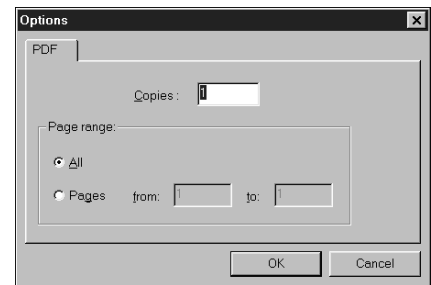 Options
PDF
Copies : 1
Page range:
All
Pages from: 1 to: 1
OK Cancel